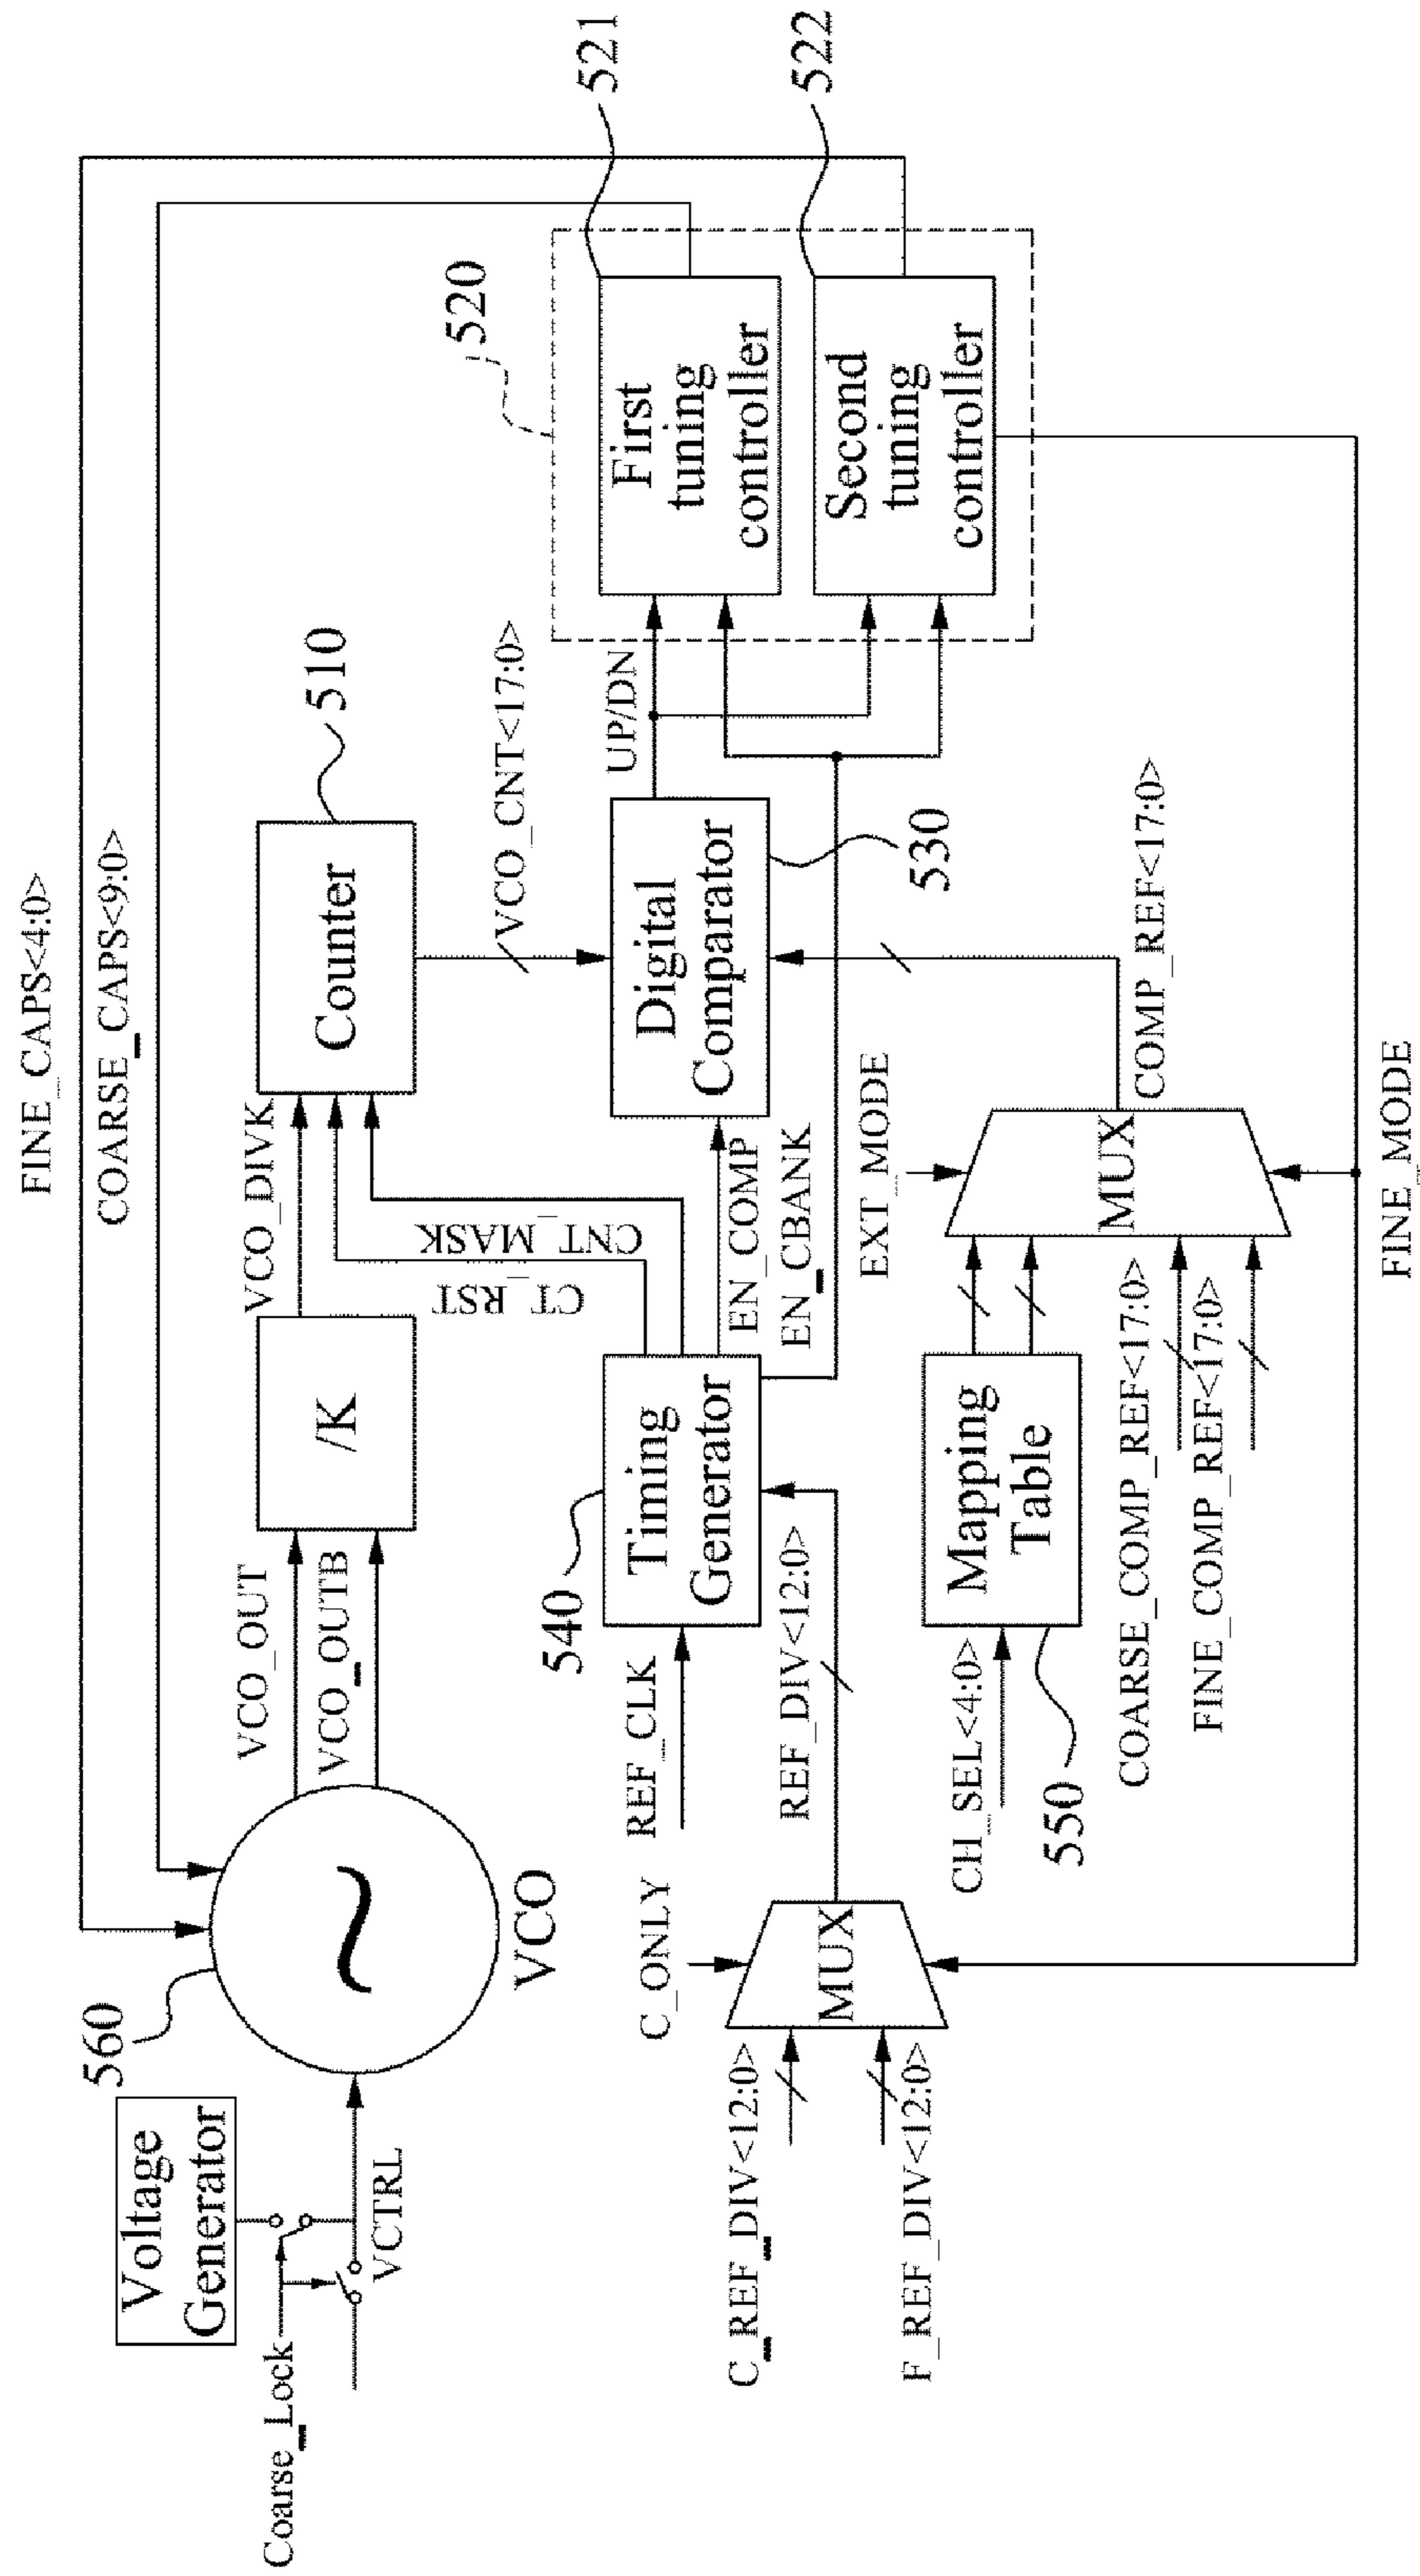 FINE_CAPS<4:0>
COARSE_CAPS<9:0>
521
522
520
First
tuning
controller
Second
tuning
controller
510
Counter
VCO_CNT<17:0>
UP/DN
Digital
Comparator
530
VCO_DIVK
CNT_MASK
CT_RST
EN_COMP
EN_CBANK
/K
VCO_OUT
VCO_OUTB
560
VCO
Voltage
Generator
Coarse_Lock
VCTRL
540
Timing
Generator
REF_CLK
REF_DIV<12:0>
C_ONLY
MUX
C_REF_DIV<12:0>
F_REF_DIV<12:0>
Mapping
Table
CH_SEL<4:0>
550
EXT_MODE
MUX
COMP_REF<17:0>
COARSE_COMP_REF<17:0>
FINE_COMP_REF<17:0>
FINE_MODE